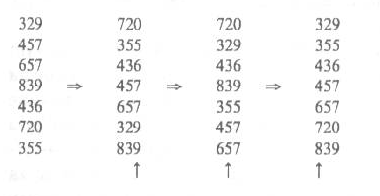 329 720 720 329
457 355 329 355
657 436 436 436
839 ⇒ 457 ⇒ 839 ⇒ 457
436 657 355 657
720 329 457 720
355 839 657 839
↑ ↑ ↑